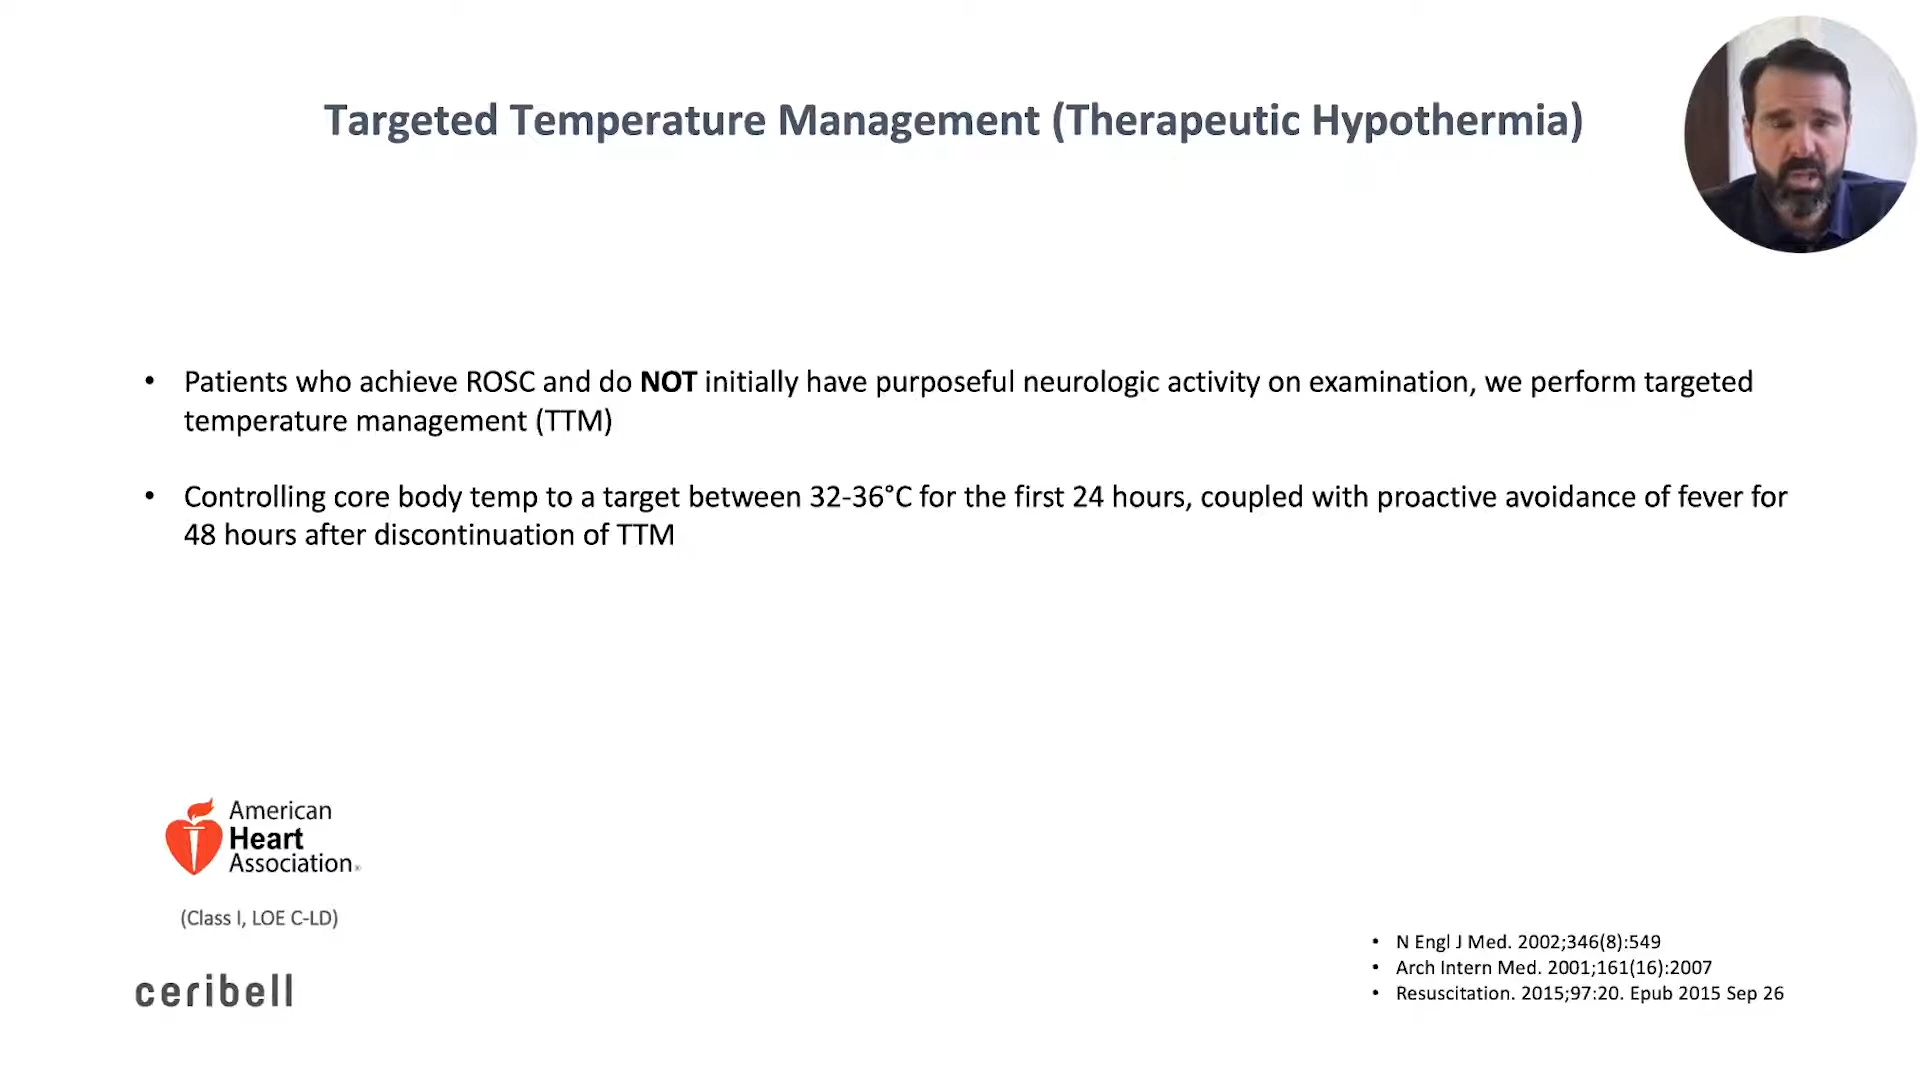 Targeted Temperature Management (Therapeutic Hypothermia)
• Patients who achieve ROSC and do NOT initially have purposeful neurologic activity on examination, we perform targeted
temperature management (TTM)
• Controlling core body temp to a target between 32-36°C for the first 24 hours, coupled with proactive avoidance of fever for
48 hours after discontinuation of TTM
American
Heart
Association®
(Class I, LOE C-LD)
ceribell
• N Engl J Med. 2002;346(8):549
• Arch Intern Med. 2001;161(16):2007
• Resuscitation. 2015;97:20. Epub 2015 Sep 26